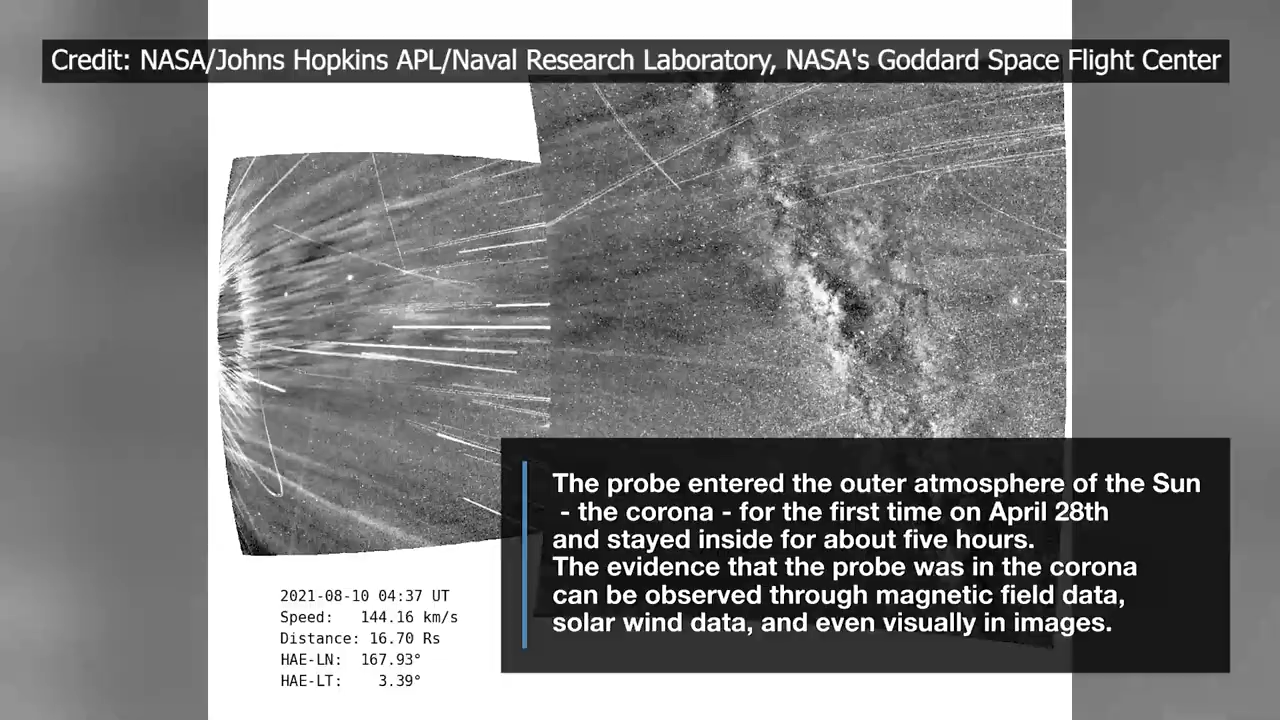 Credit: NASA/Johns Hopkins APL/Naval Research Laboratory, NASA's Goddard Space Flight Center
The probe entered the outer atmosphere of the Sun
- the corona - for the first time on April 28th
and stayed inside for about five hours.
The evidence that the probe was in the corona
can be observed through magnetic field data,
solar wind data, and even visually in images.
2021-08-10 04:37 UT
Speed: 144.16 km/s
Distance: 16.70 Rs
HAE-LN: 167.93°
HAE-LT: 3.39°